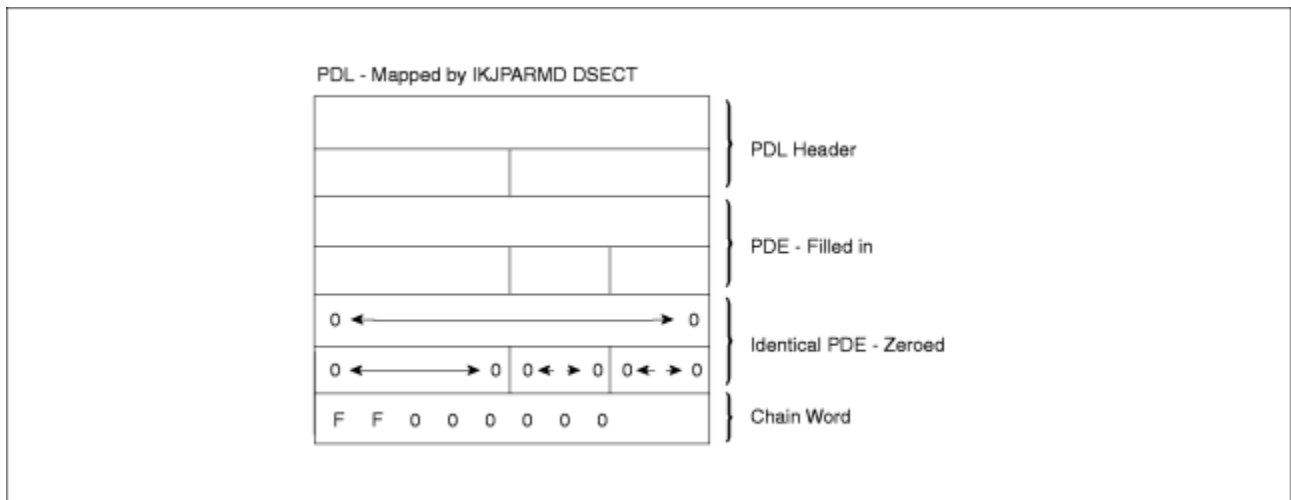 PDL - Mapped by IKJPARMD DSECT
PDL Header
PDE - Filled in
0 0
Identical PDE - Zeroed
0 0 0 0 0 0
F F 0 0 0 0 0 0
Chain Word